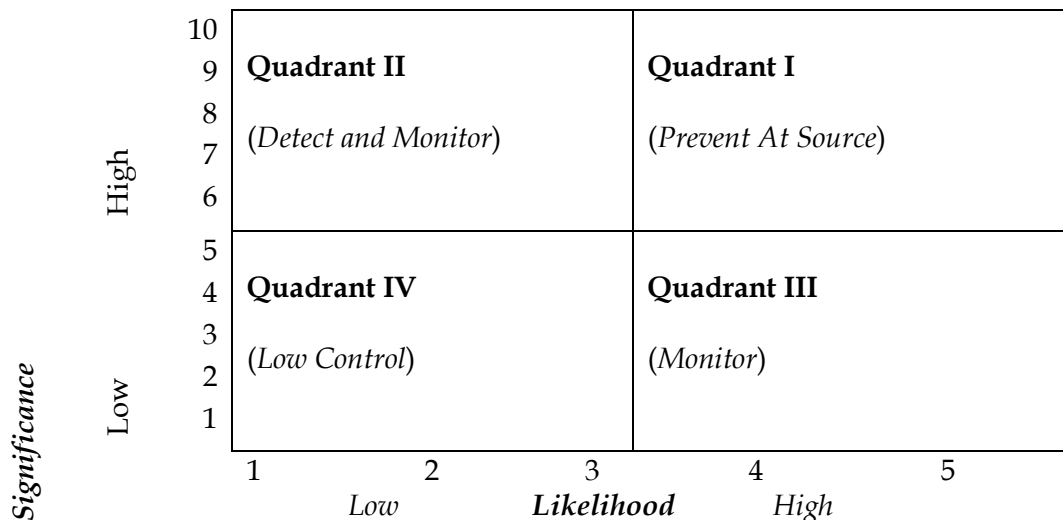 10
9 Quadrant II Quadrant I
8 (Detect and Monitor) (Prevent At Source)
7
High
6
5
4 Quadrant IV Quadrant III
3
2 (Low Control) (Monitor)
Low
1
Significance
1 2 3 4 5
Low Likelihood High